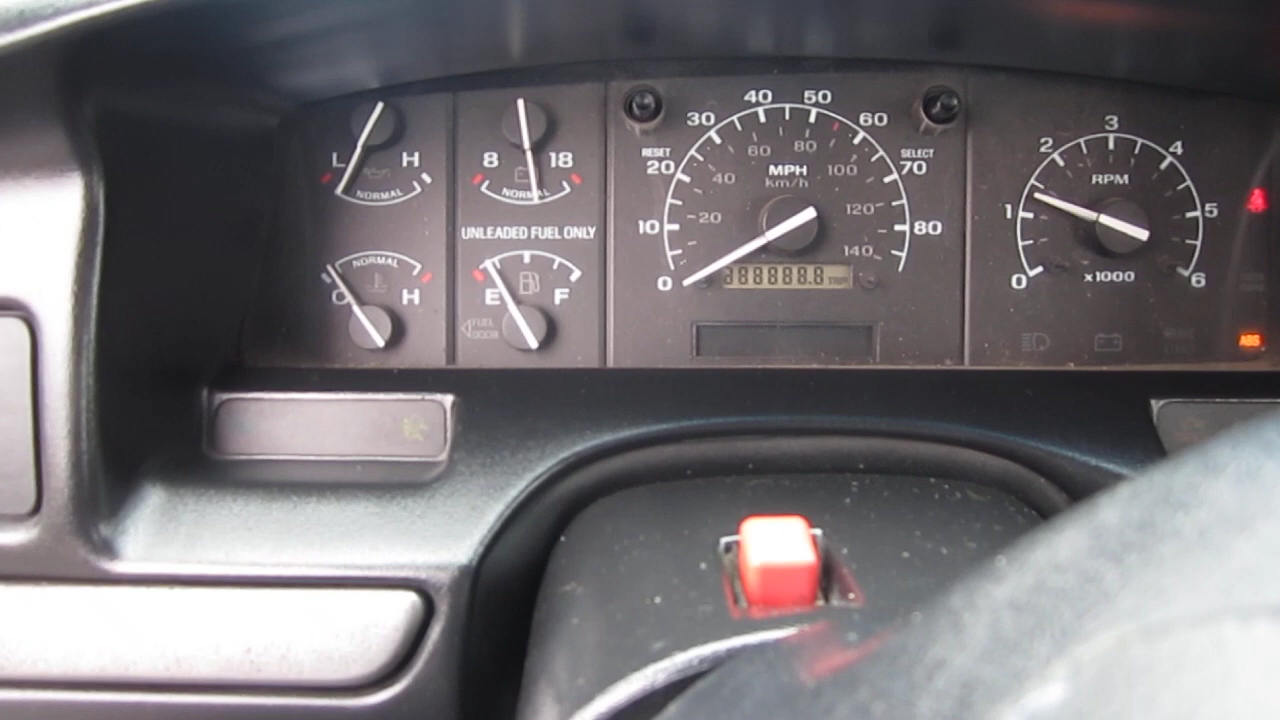 L H
NORMAL
8 18
NORMAL
UNLEADED FUEL ONLY
NORMAL
C H
E F
FUEL
DOOR
RESET
SELECT
0 10 20 30 40 50 60 70 80
20 40 60 80 100 120 140
MPH
km/h
888888.8 TRIP
0 1 2 3 4 5 6
RPM
x1000
ABS